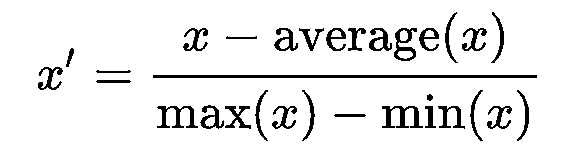 x′ = x − average(x) / max(x) − min(x)